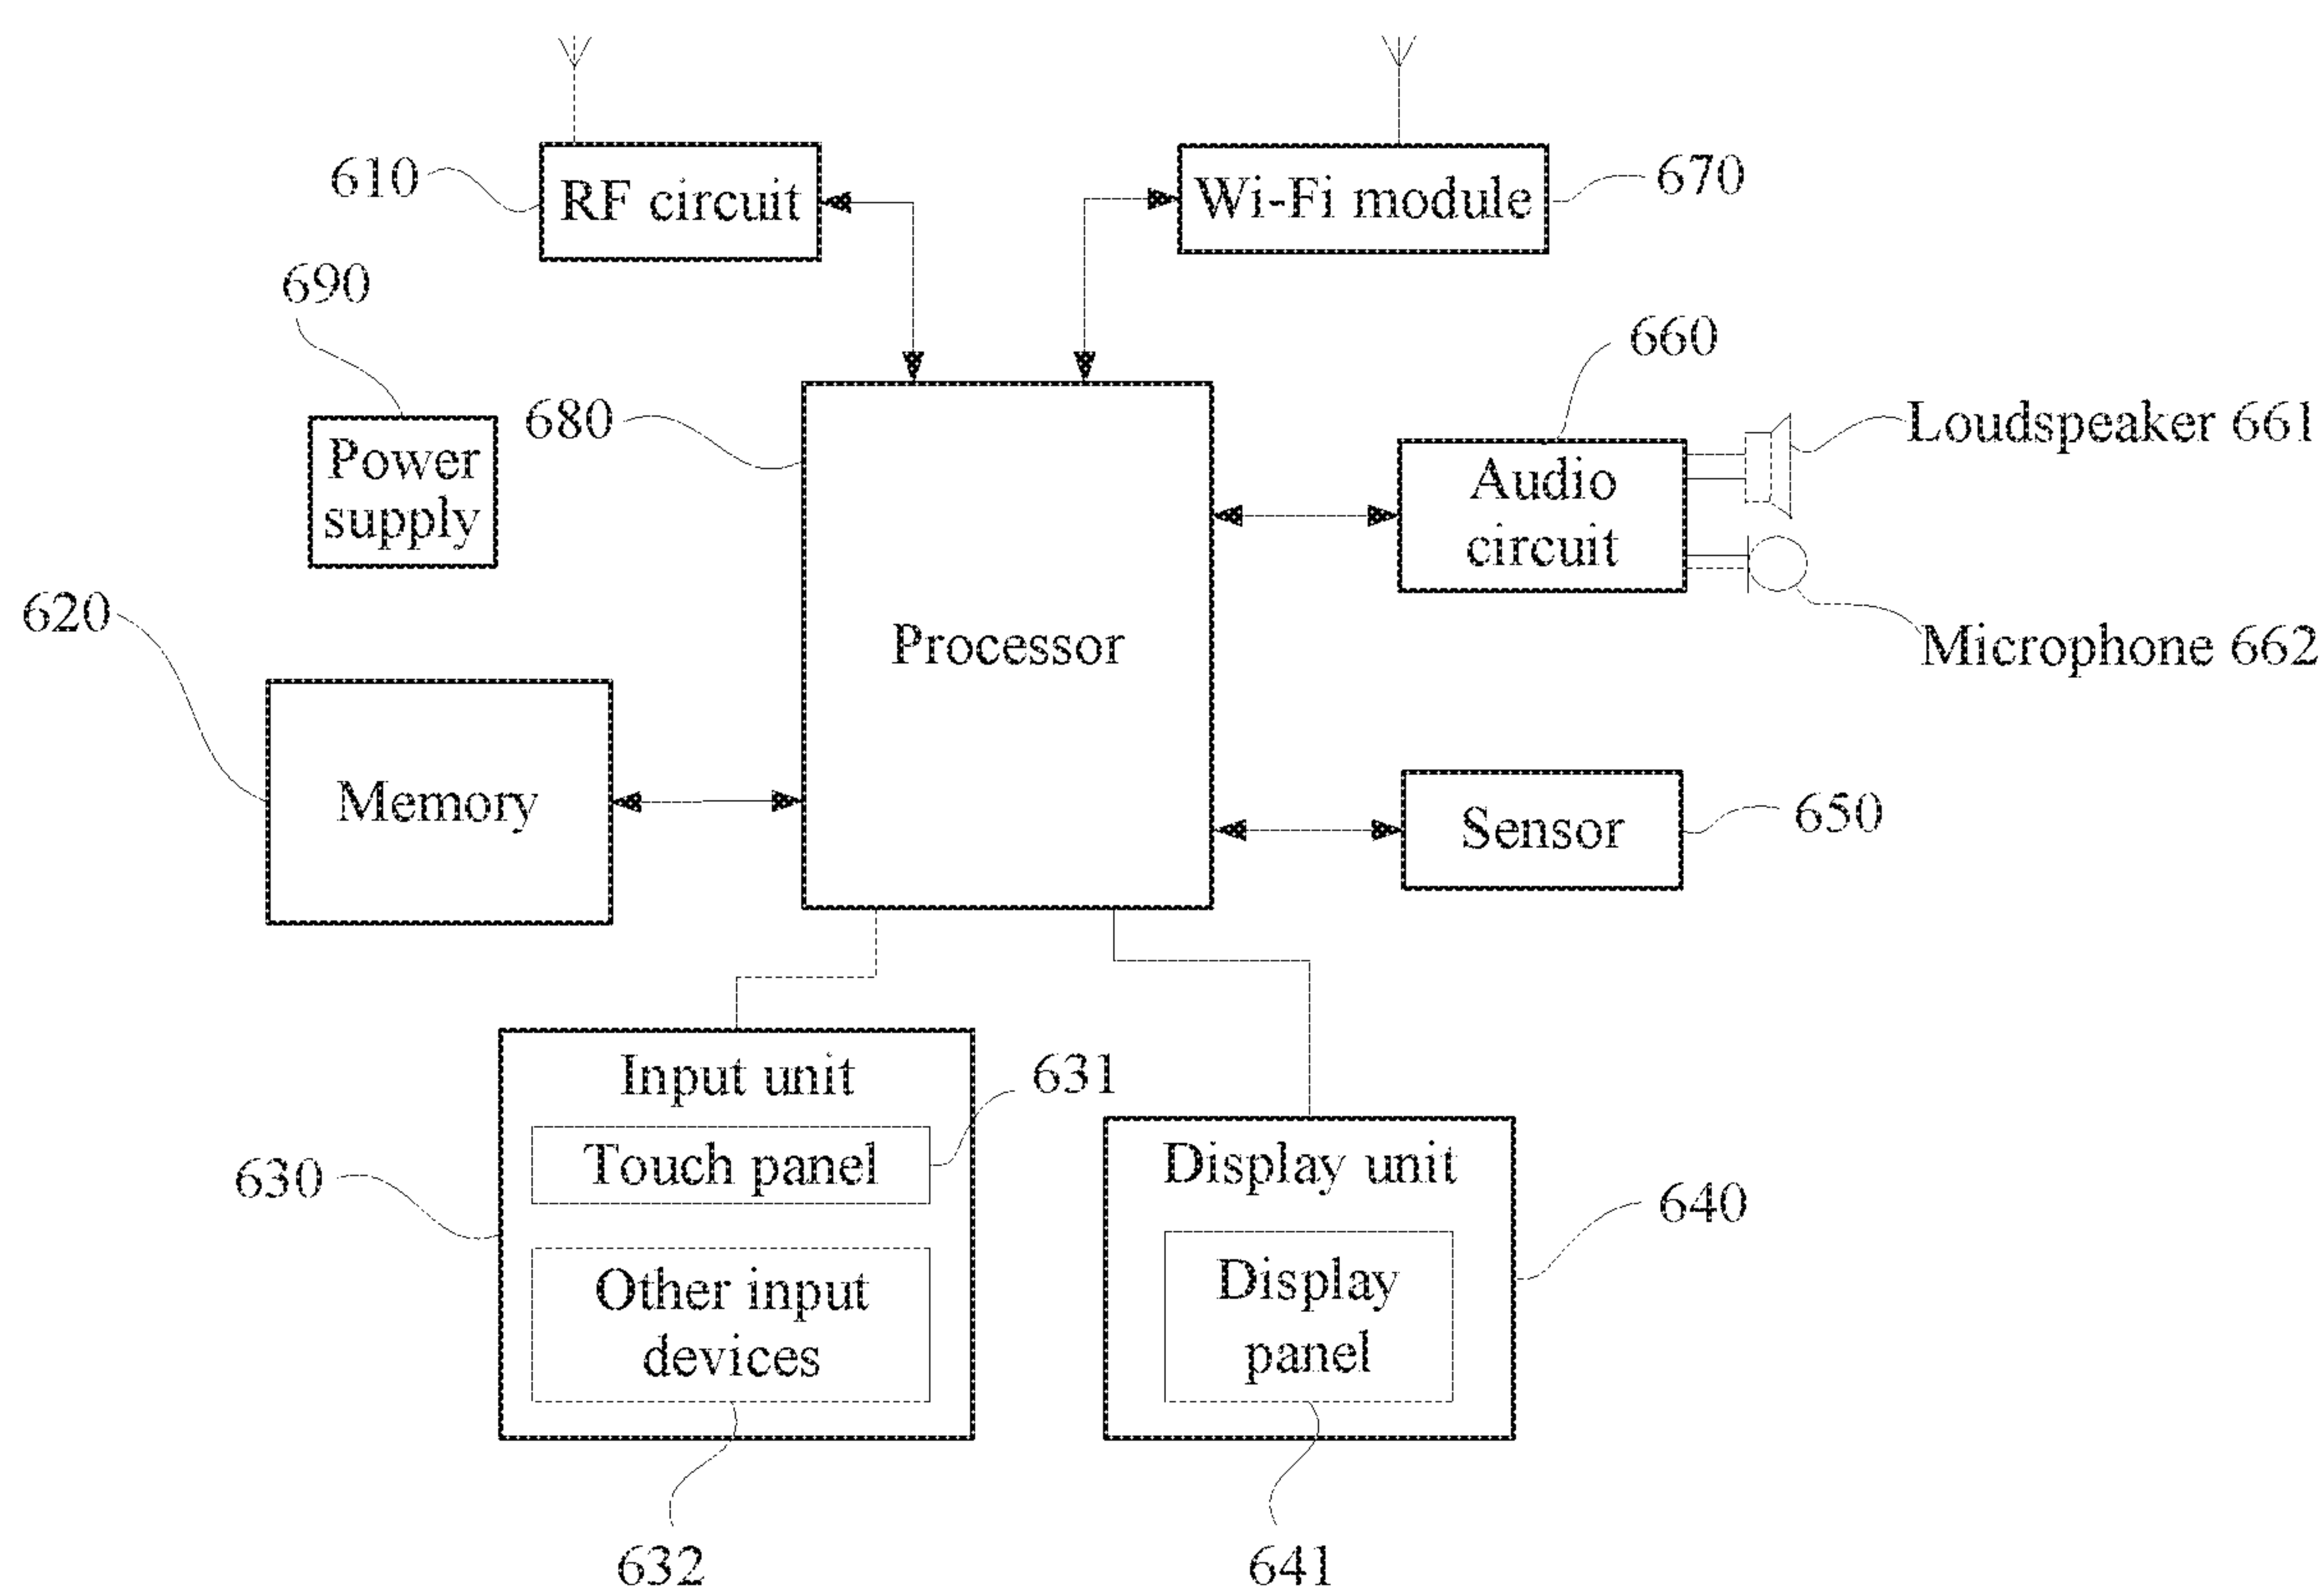 610
RF circuit
Wi-Fi module
670
690
660
680
Loudspeaker 661
Power
supply
Audio
circuit
620
Processor
Microphone 662
Memory
Sensor
650
Input unit
631
Touch panel
630
Display unit
640
Other input
devices
Display
panel
632
641